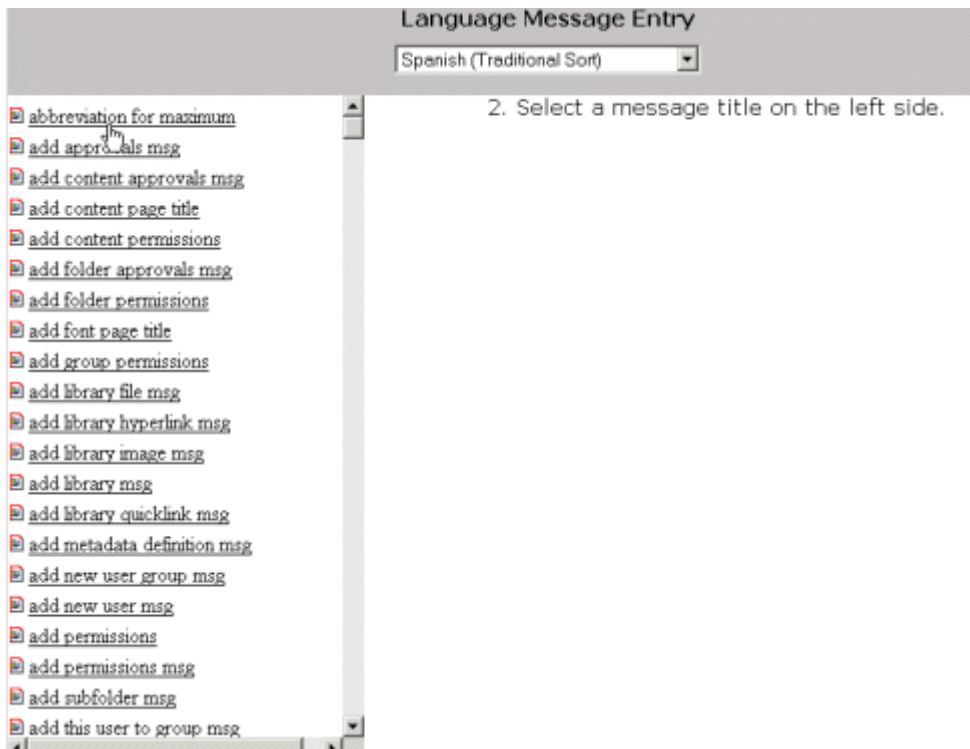 Language Message Entry
Spanish (Traditional Sort)
2. Select a message title on the left side.
abbreviation for maximum
add approvals msg
add content approvals msg
add content page title
add content permissions
add folder approvals msg
add folder permissions
add font page title
add group permissions
add library file msg
add library hyperlink msg
add library image msg
add library msg
add library quicklink msg
add metadata definition msg
add new user group msg
add new user msg
add permissions
add permissions msg
add subfolder msg
add this user to group msg